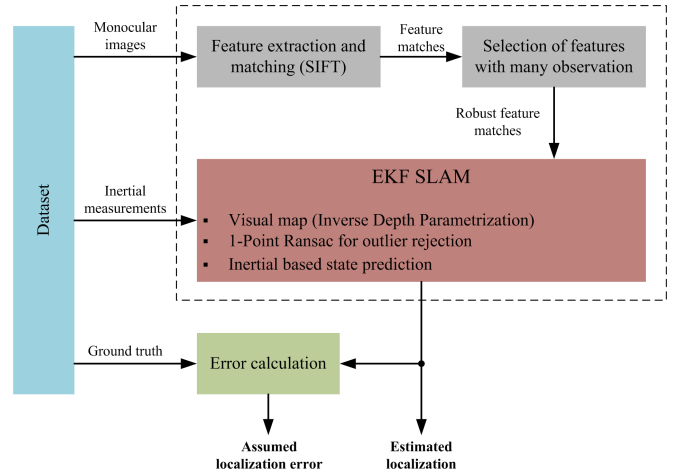 Monocular
images
Feature extraction and
matching (SIFT)
Feature
matches
Selection of features
with many observation
Robust feature
matches
Dataset
Inertial
measurements
EKF SLAM
▪ Visual map (Inverse Depth Parametrization)
▪ 1-Point Ransac for outlier rejection
▪ Inertial based state prediction
Ground truth
Error calculation
Assumed
localization error
Estimated
localization